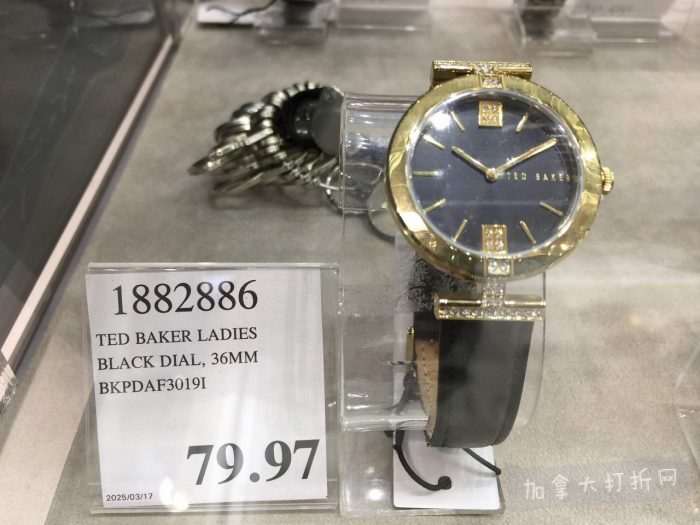 TED BAKER
1882886
TED BAKER LADIES
BLACK DIAL, 36MM
BKPDAF3019I
79.97
2025/03/17
加拿大打折网